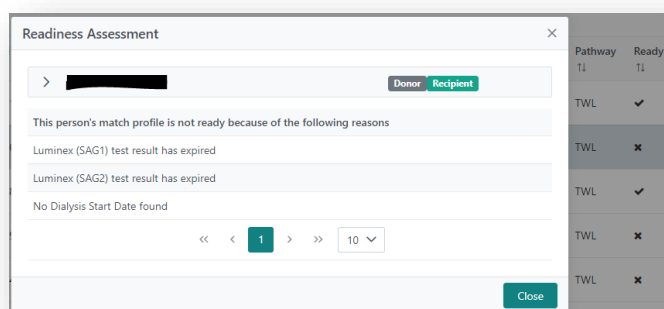 Readiness Assessment
Pathway
Ready
Donor Recipient
TWL
This person's match profile is not ready because of the following reasons
TWL
Luminex (SAG1) test result has expired
Luminex (SAG2) test result has expired
TWL
No Dialysis Start Date found
1
10
TWL
TWL
Close